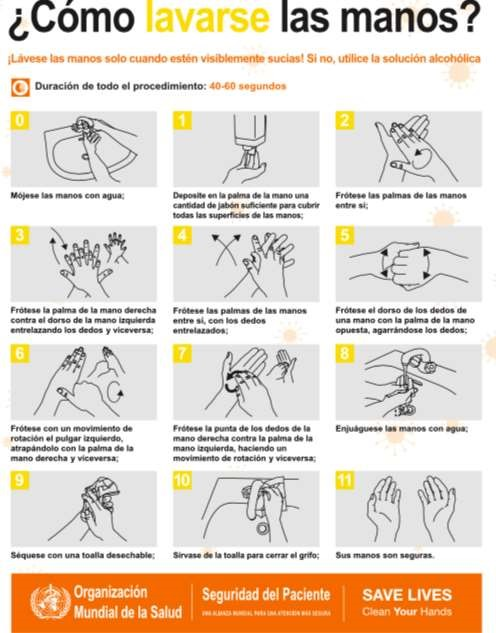 ¿Cómo lavarse las manos?
¡Lávese las manos solo cuando estén visiblemente sucias! Si no, utilice la solución alcohólica
Duración de todo el procedimiento: 40-60 segundos
0
Mójese las manos con agua;
1
Deposite en la palma de la mano una
cantidad de jabón suficiente para cubrir
todas las superficies de las manos;
2
Frótese las palmas de las manos
entre sí;
3
Frótese la palma de la mano derecha
contra el dorso de la mano izquierda
entrelazando los dedos y viceversa;
4
Frótese las palmas de las manos
entre sí, con los dedos
entrelazados;
5
Frótese el dorso de los dedos de
una mano con la palma de la mano
opuesta, agarrándose los dedos;
6
Frótese con un movimiento de
rotación el pulgar izquierdo,
atrapándolo con la palma de la
mano derecha y viceversa;
7
Frótese la punta de los dedos de la
mano derecha contra la palma de la
mano izquierda, haciendo un
movimiento de rotación y viceversa;
8
Enjuáguese las manos con agua;
9
Séquese con una toalla desechable;
10
Sírvase de la toalla para cerrar el grifo;
11
Sus manos son seguras.
Organización
Mundial de la Salud
Seguridad del Paciente
UNA ALIANZA MUNDIAL PARA UNA ATENCIÓN MÁS SEGURA
SAVE LIVES
Clean Your Hands